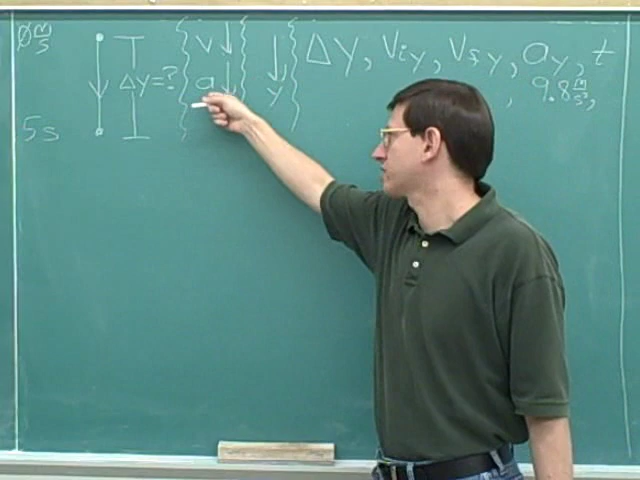 0 m/s
Δy=?
5s
v
a
y
Δy, viy, vfy, ay, t
, 9.8 m/s²,